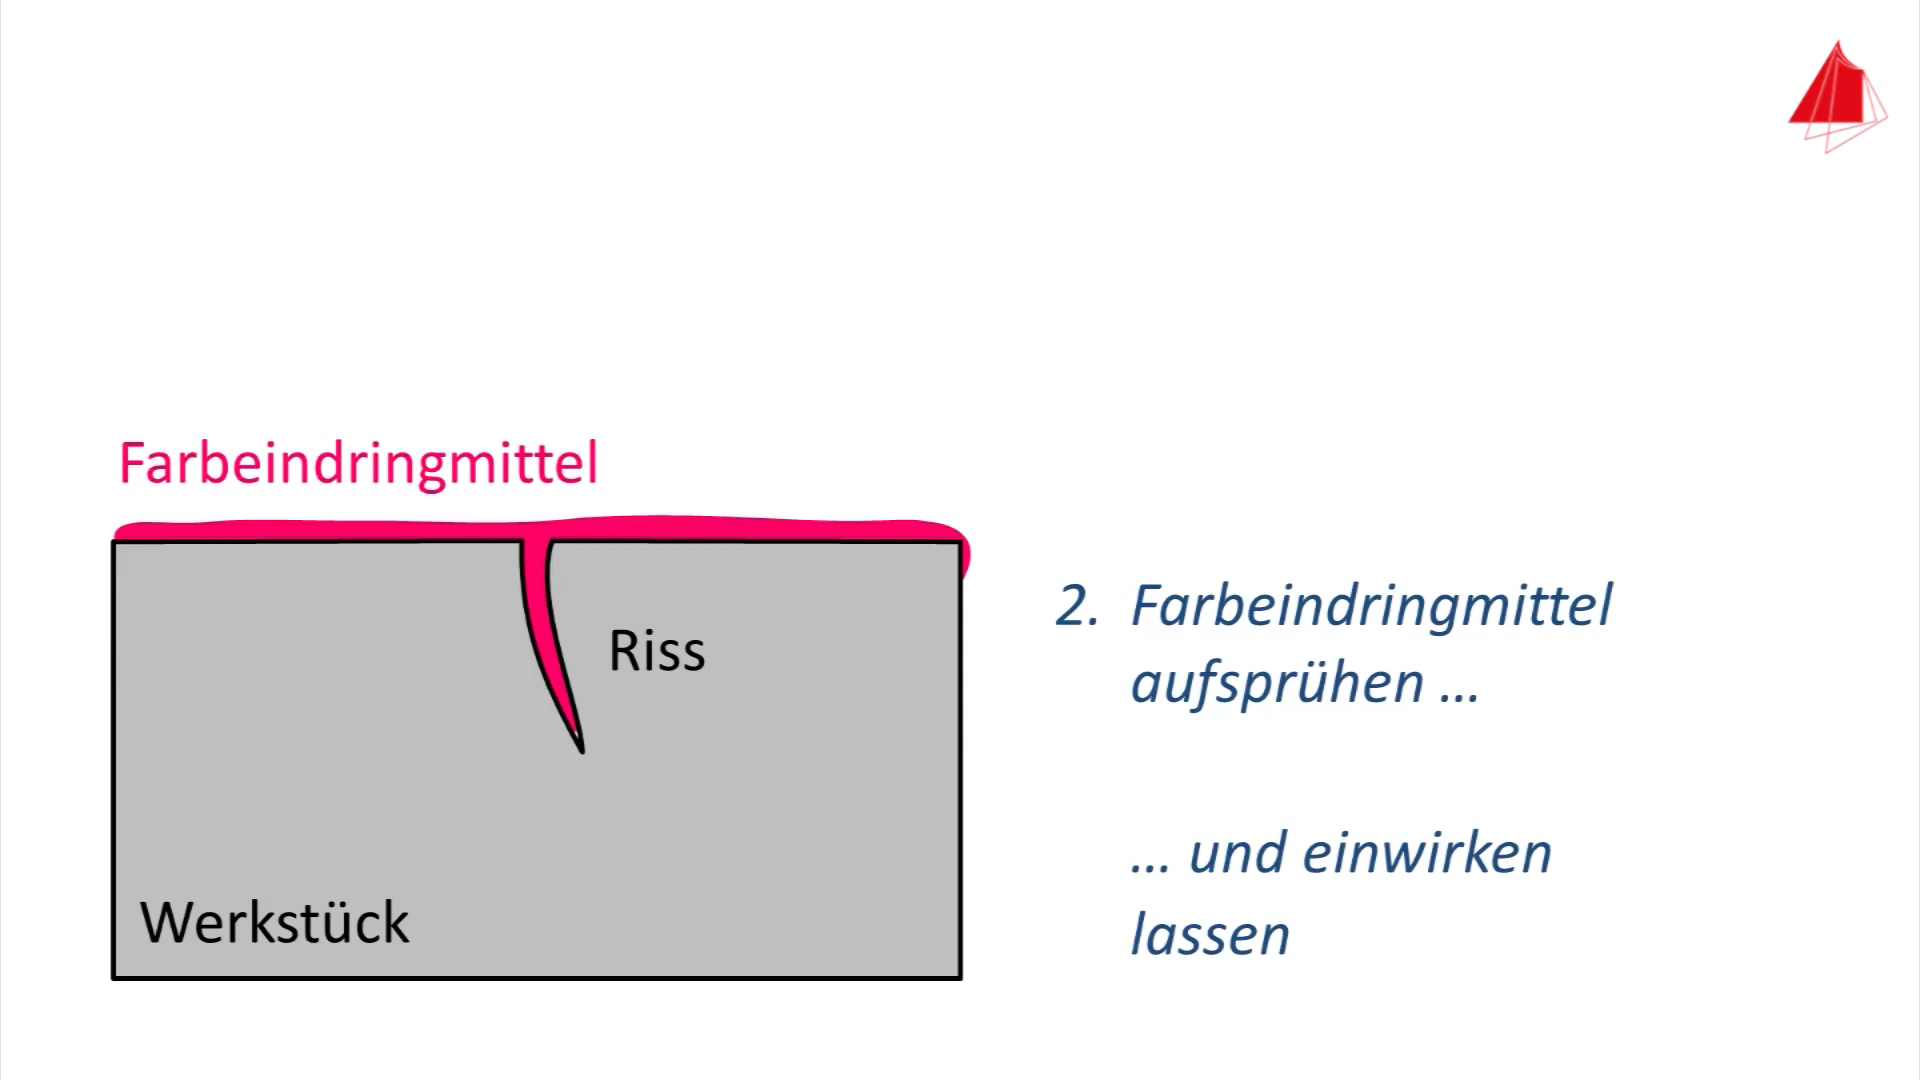 Farbeindringmittel
Riss
Werkstück
2. Farbeindringmittel
aufsprühen ...
... und einwirken
lassen